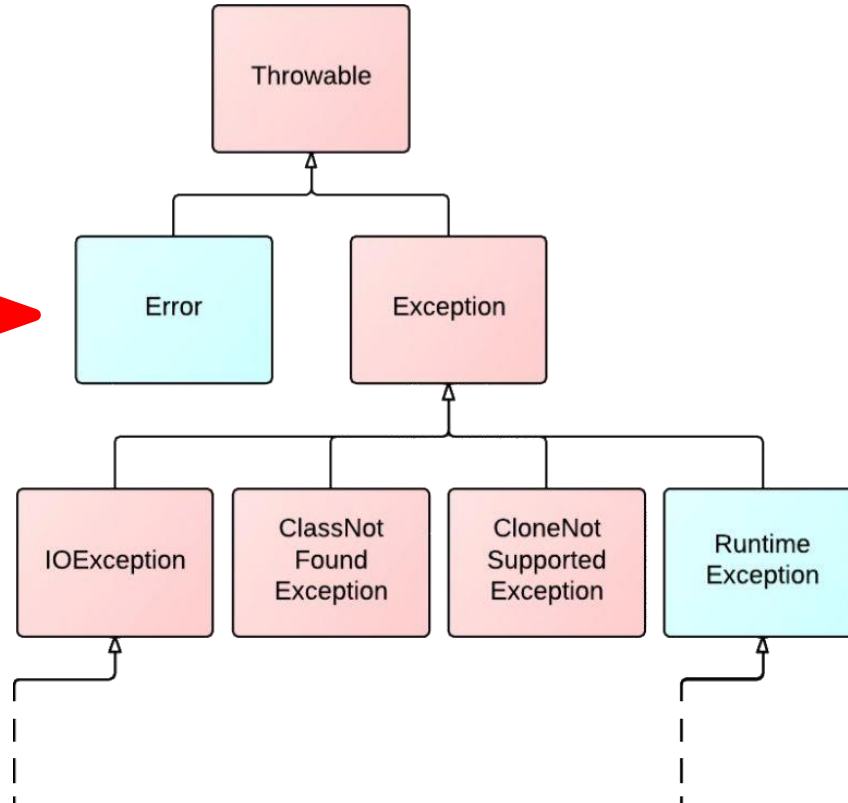 Throwable
Error
Exception
IOException
ClassNot
Found
Exception
CloneNot
Supported
Exception
Runtime
Exception